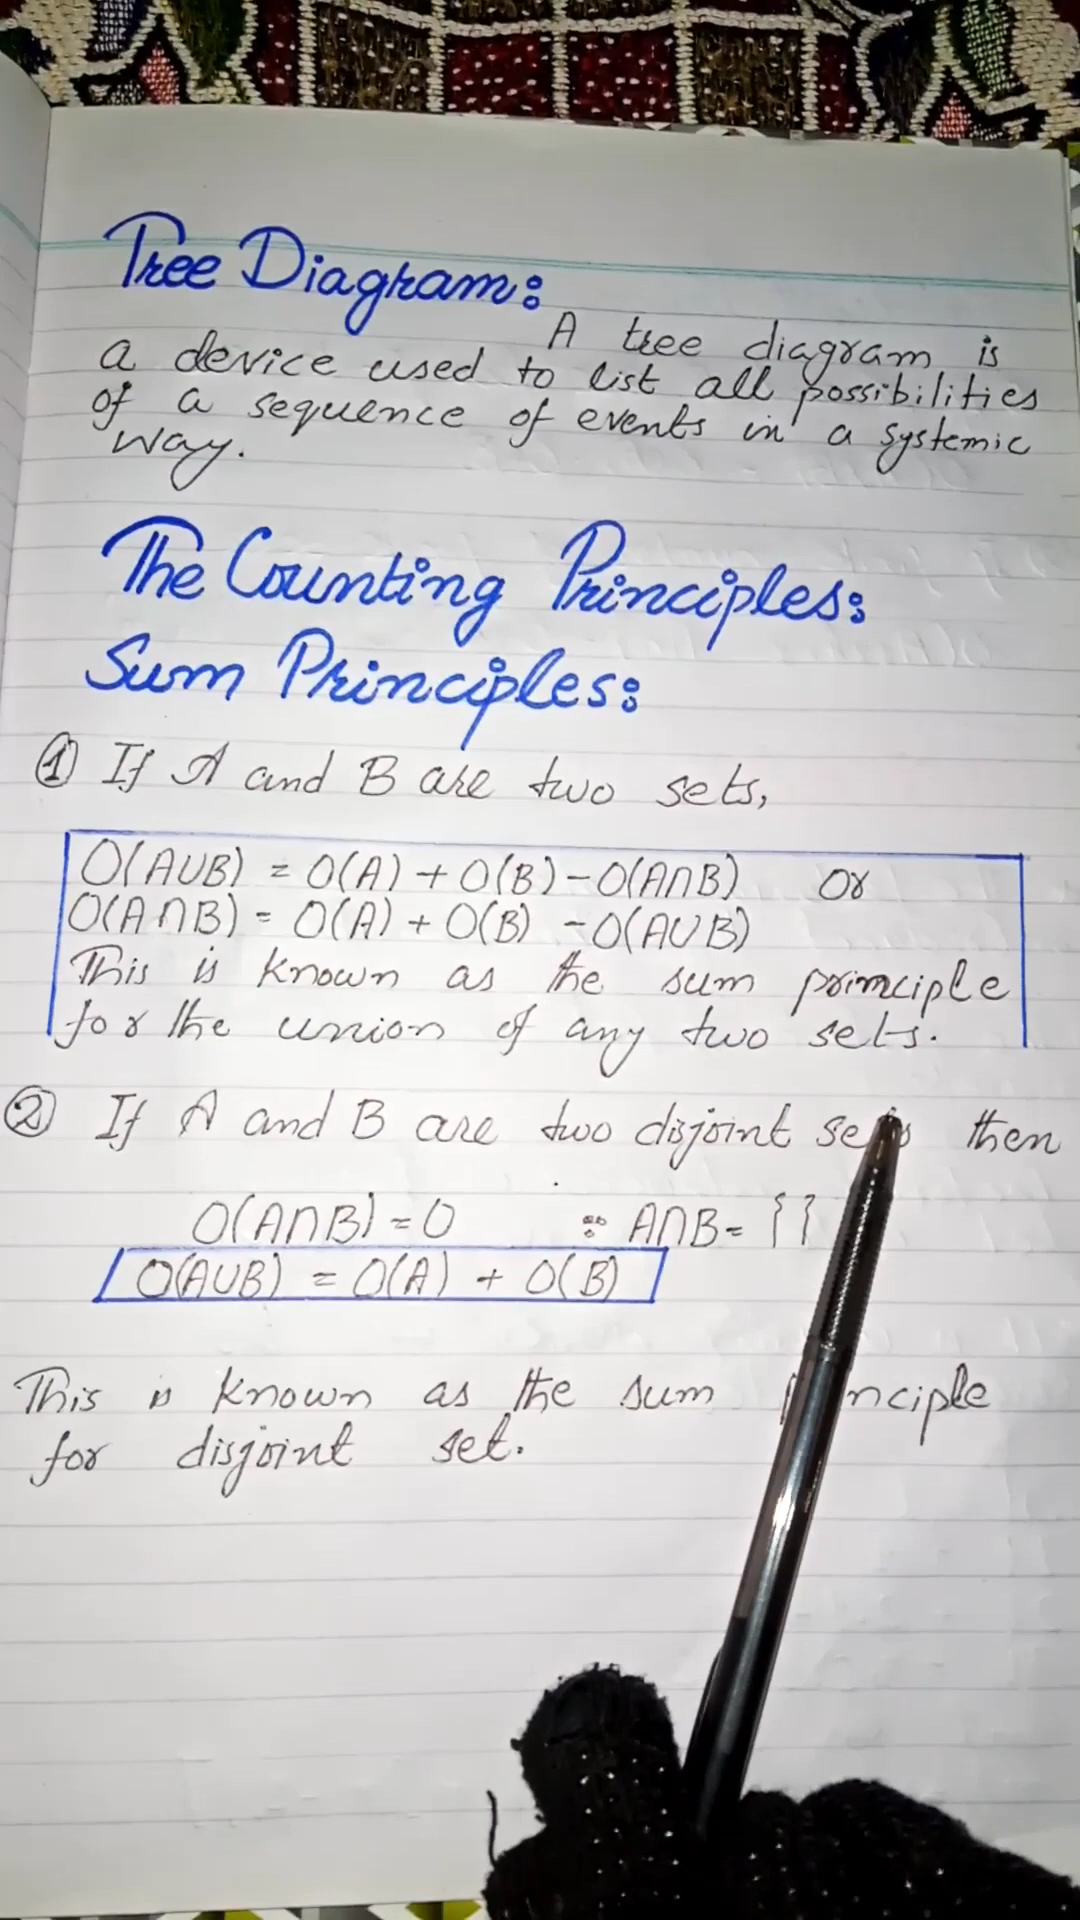 Tree Diagram:
A tree diagram is
a device used to list all possibilities
of a sequence of events in a systemic
way.
The Counting Principles:
Sum Principles:
① If A and B are two sets,
O(A∪B) = O(A) + O(B) - O(A∩B) or
O(A∩B) = O(A) + O(B) - O(A∪B)
This is known as the sum principle
for the union of any two sets.
② If A and B are two disjoint sets then
O(A∩B) = 0 ∵ A∩B = { }
O(A∪B) = O(A) + O(B)
This is known as the sum
for disjoint set.